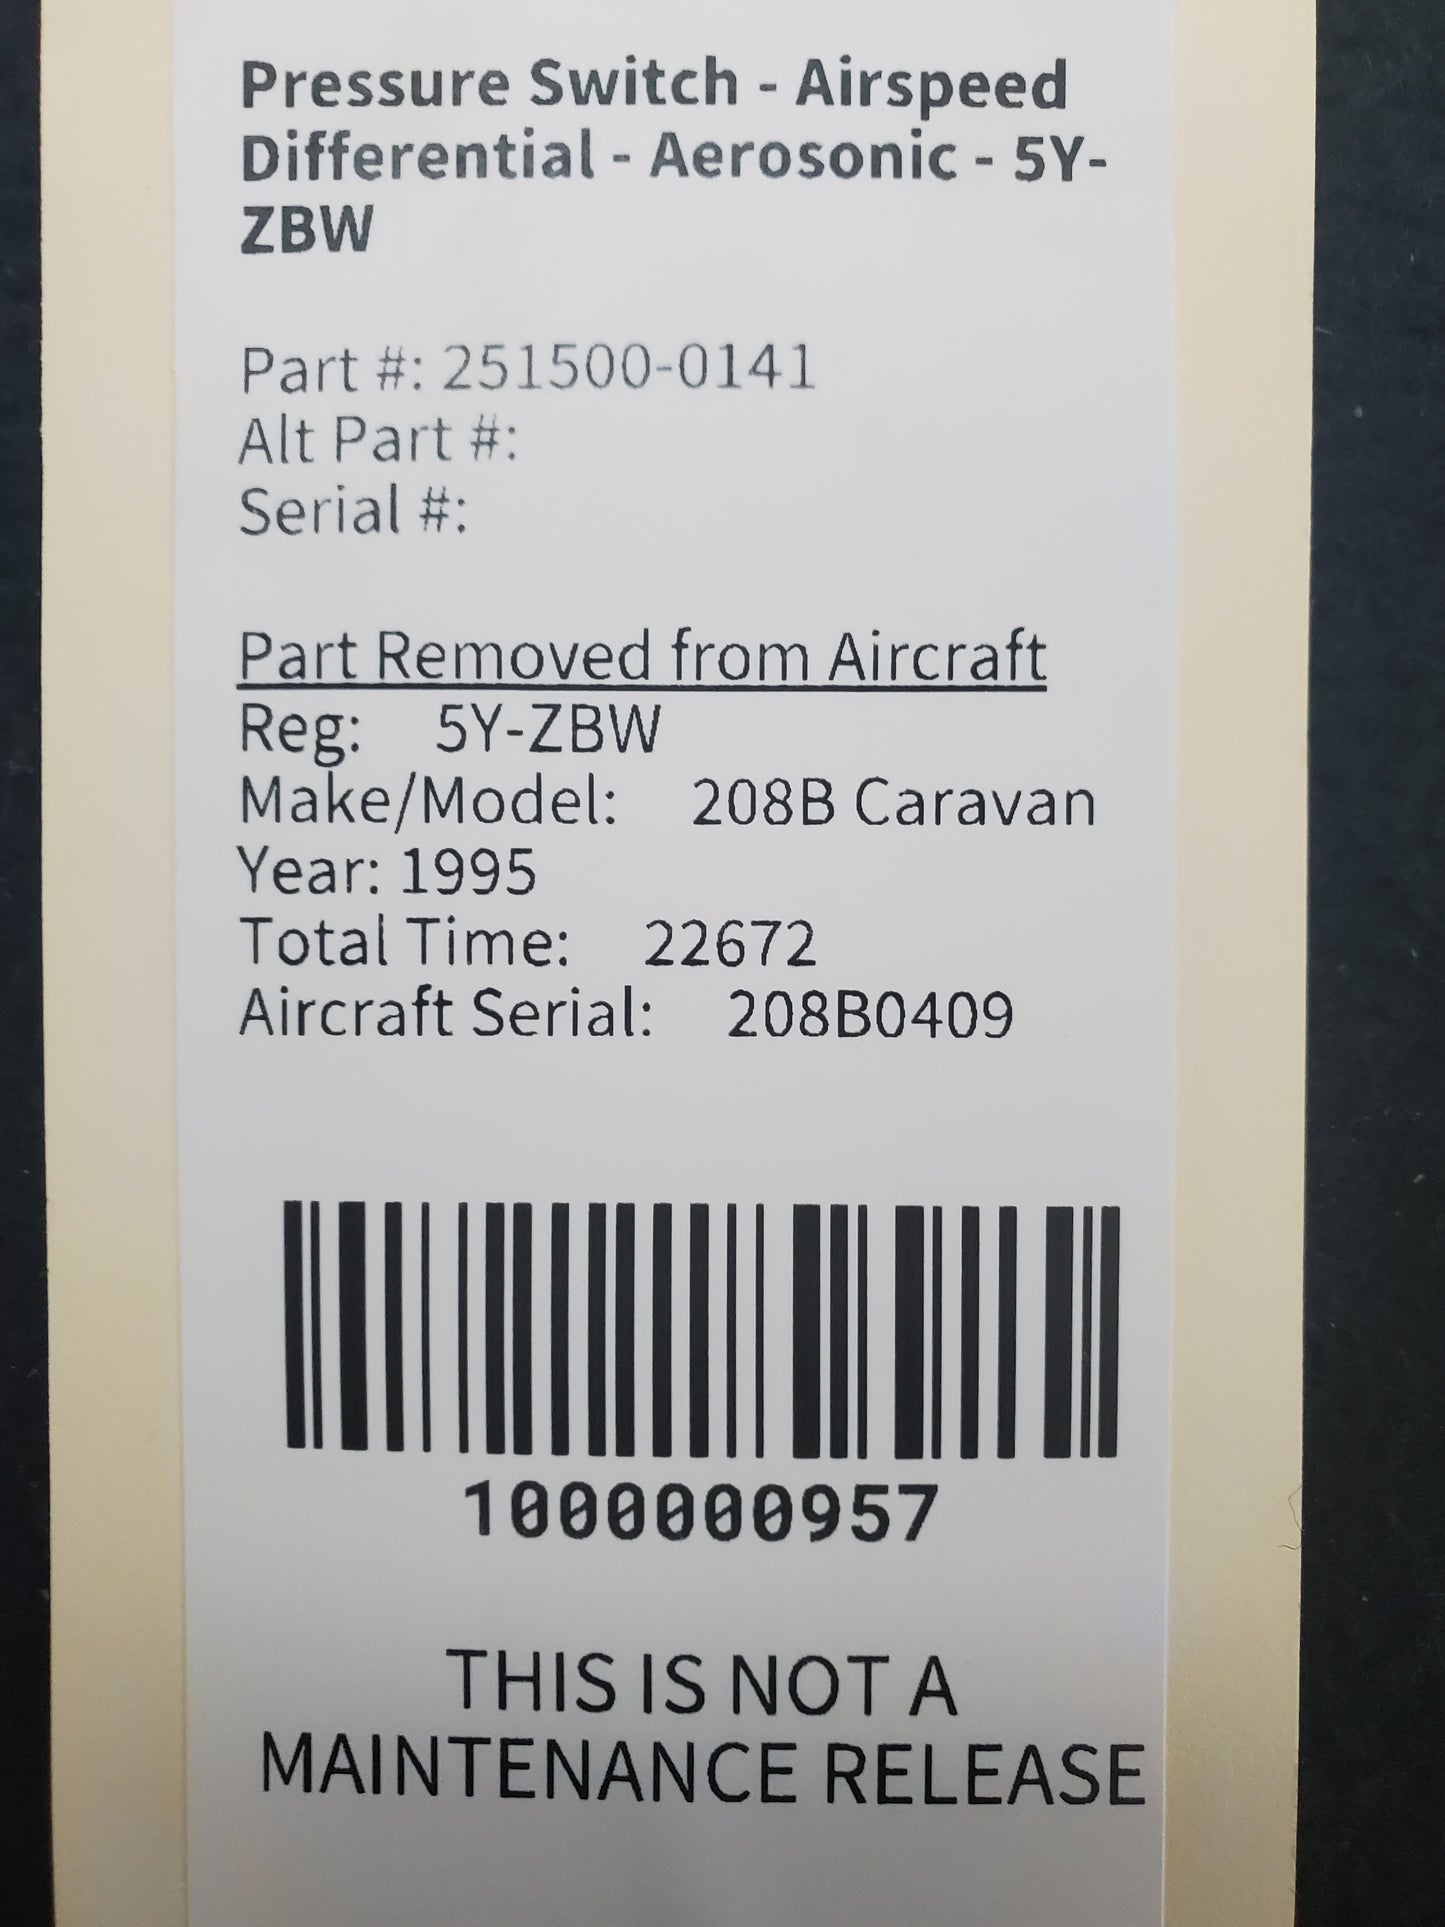 Pressure Switch - Airspeed
Differential - Aerosonic - 5Y-
ZBW
Part #: 251500-0141
Alt Part #:
Serial #:
Part Removed from Aircraft
Reg: 5Y-ZBW
Make/Model: 208B Caravan
Year: 1995
Total Time: 22672
Aircraft Serial: 208B0409
1000000957
THIS IS NOT A
MAINTENANCE RELEASE